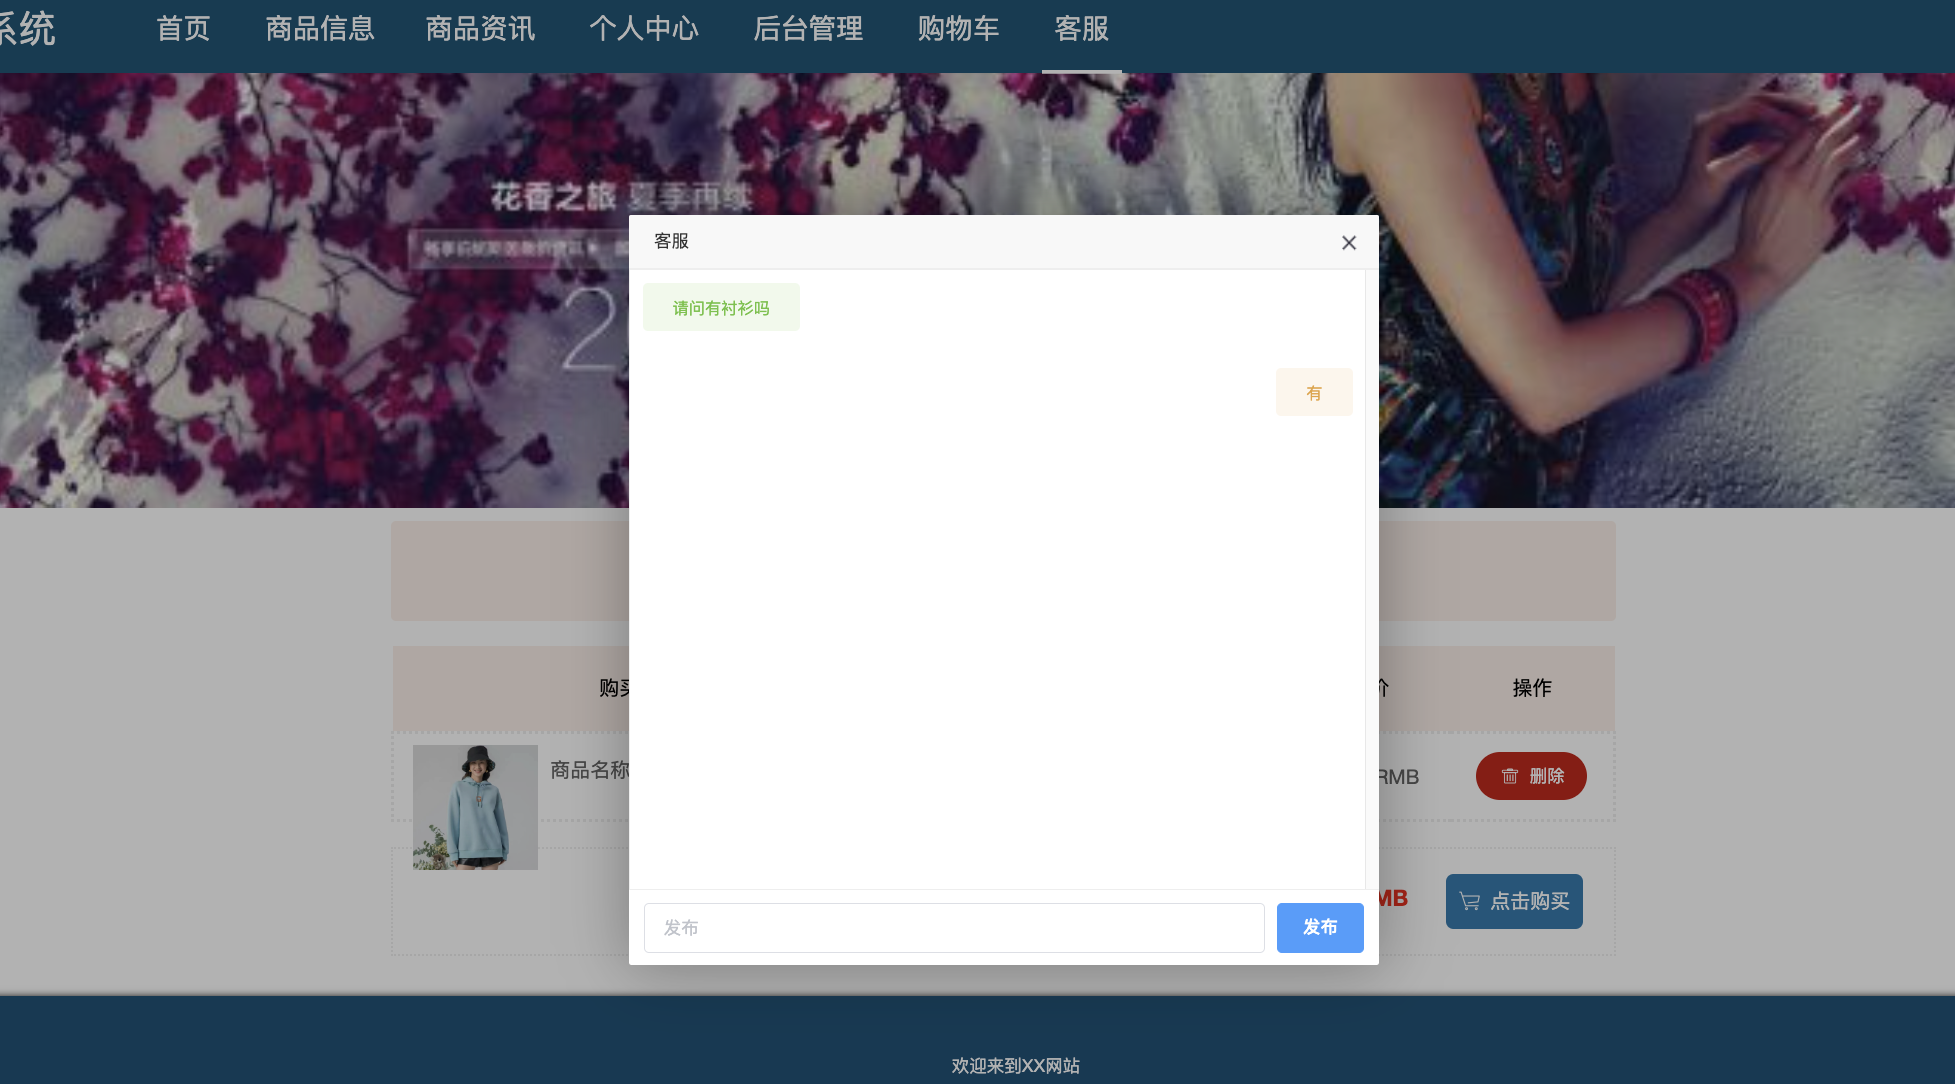 系统
首页 商品信息 商品资讯 个人中心 后台管理 购物车 客服
花香之旅 夏季再续
客服
请问有衬衫吗
有
购买
价
操作
商品名称
RMB
删除
MB
点击购买
发布
发布
欢迎来到XX网站